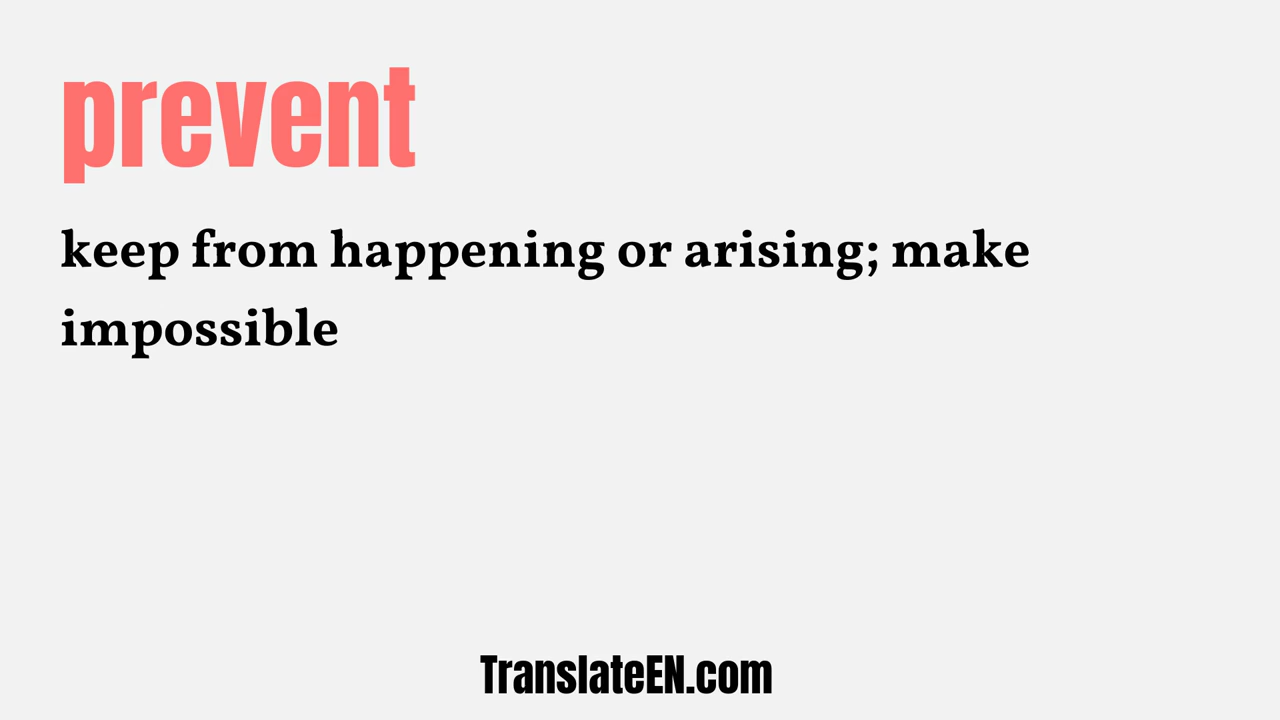 prevent
keep from happening or arising; make
impossible
TranslateEN.com